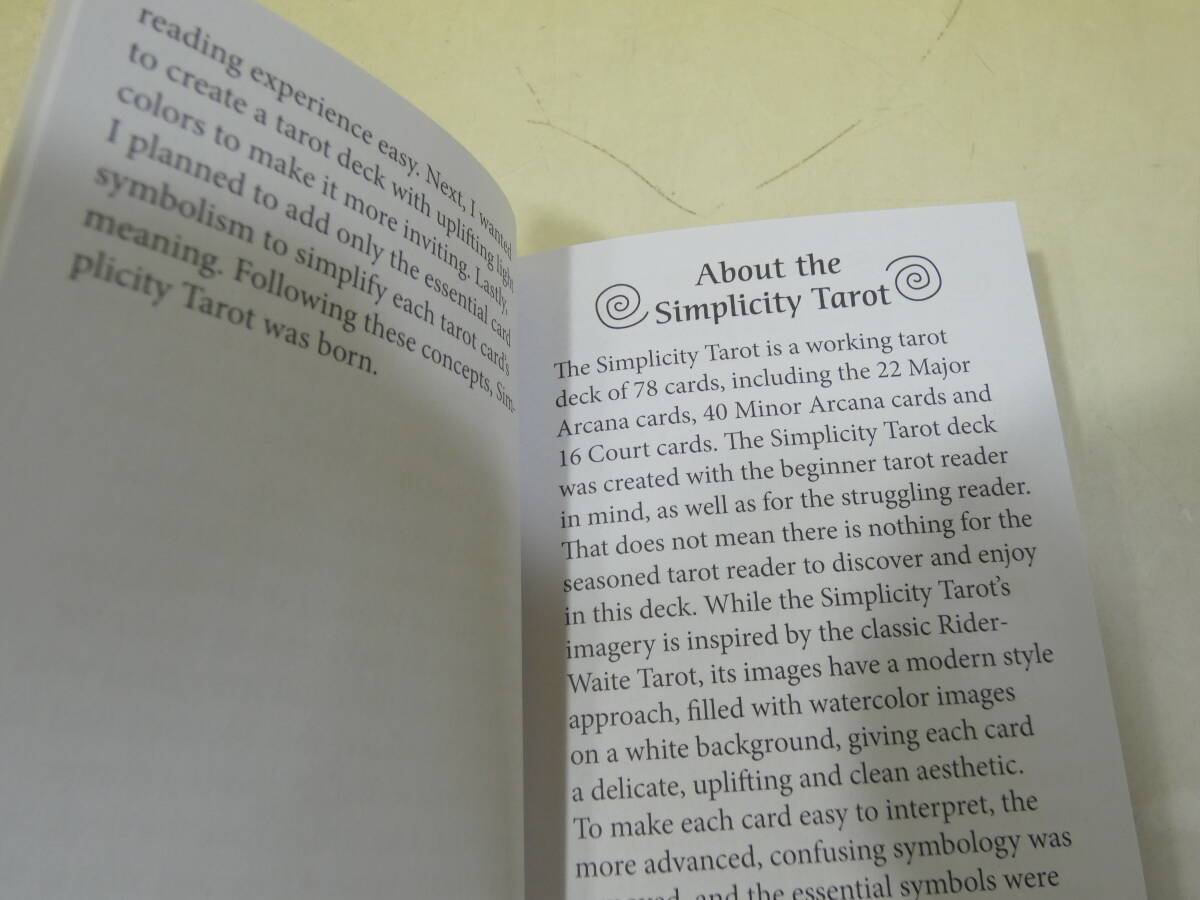 reading experience easy. Next, I wanted
to create a tarot deck with uplifting light
colors to make it more inviting. Lastly,
I planned to add only the essential card
symbolism to simplify each tarot card's
meaning. Following these concepts, Sim-
plicity Tarot was born.
About the
Simplicity Tarot
The Simplicity Tarot is a working tarot
deck of 78 cards, including the 22 Major
Arcana cards, 40 Minor Arcana cards and
16 Court cards. The Simplicity Tarot deck
was created with the beginner tarot reader
in mind, as well as for the struggling reader.
That does not mean there is nothing for the
seasoned tarot reader to discover and enjoy
in this deck. While the Simplicity Tarot's
imagery is inspired by the classic Rider-
Waite Tarot, its images have a modern style
approach, filled with watercolor images
on a white background, giving each card
a delicate, uplifting and clean aesthetic.
To make each card easy to interpret, the
more advanced, confusing symbology was
and the essential symbols were